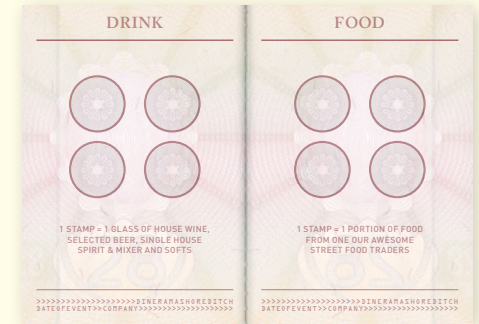 DRINK
1 STAMP = 1 GLASS OF HOUSE WINE,
SELECTED BEER, SINGLE HOUSE
SPIRIT & MIXER AND SOFTS
>>>>>>>>>>>>>>>>>>>>DINERAMASHOREDITCH
DATEOFEVENT>>COMPANY>>>>>>>>>>>>>>>>>>
FOOD
1 STAMP = 1 PORTION OF FOOD
FROM ONE OUR AWESOME
STREET FOOD TRADERS
>>>>>>>>>>>>>>>>>>>>DINERAMASHOREDITCH
DATEOFEVENT>>COMPANY>>>>>>>>>>>>>>>>>>